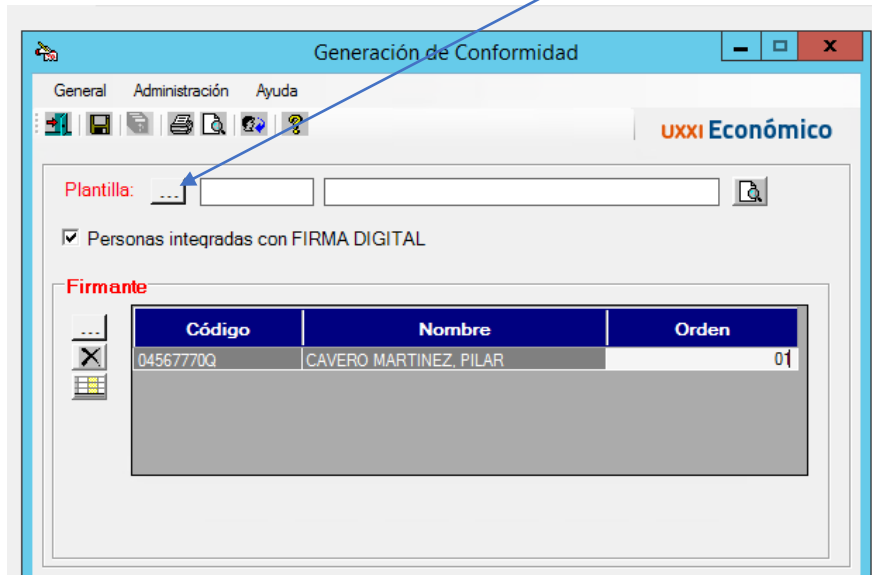 Generación de Conformidad
General Administración Ayuda
UXXI Económico
Plantilla: ...
Personas integradas con FIRMA DIGITAL
Firmante
...
Código Nombre Orden
04567770Q CAVERO MARTINEZ, PILAR 01